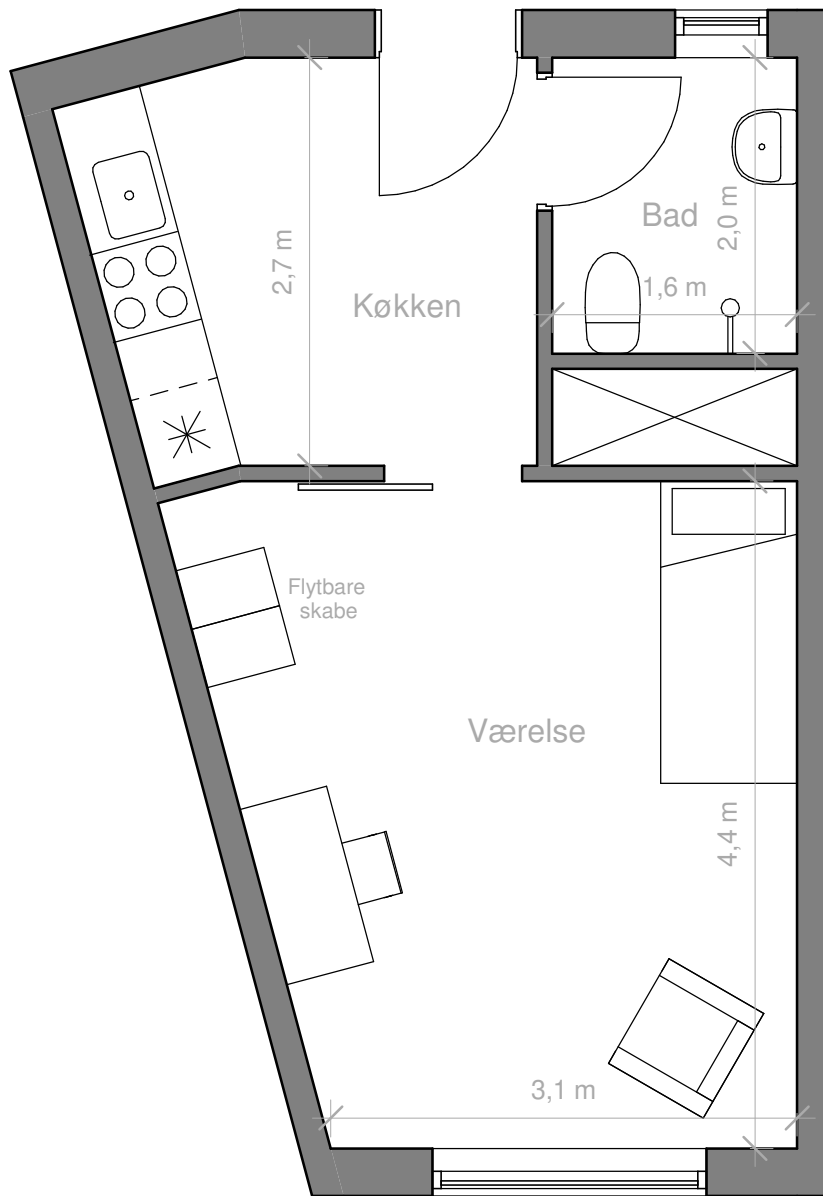 Bad
2,0 m
1,6 m
2,7 m
Køkken
Flytbare
skabe
Værelse
4,4 m
3,1 m